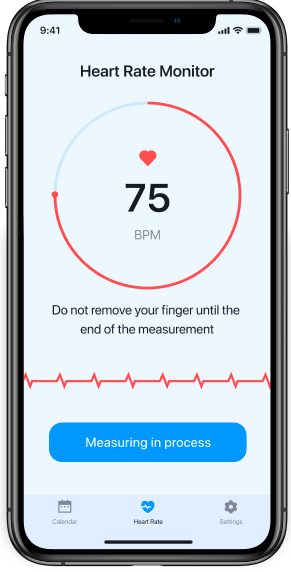 9:41
Heart Rate Monitor
75
BPM
Do not remove your finger until the
end of the measurement
Measuring in process
Calendar
Heart Rate
Settings